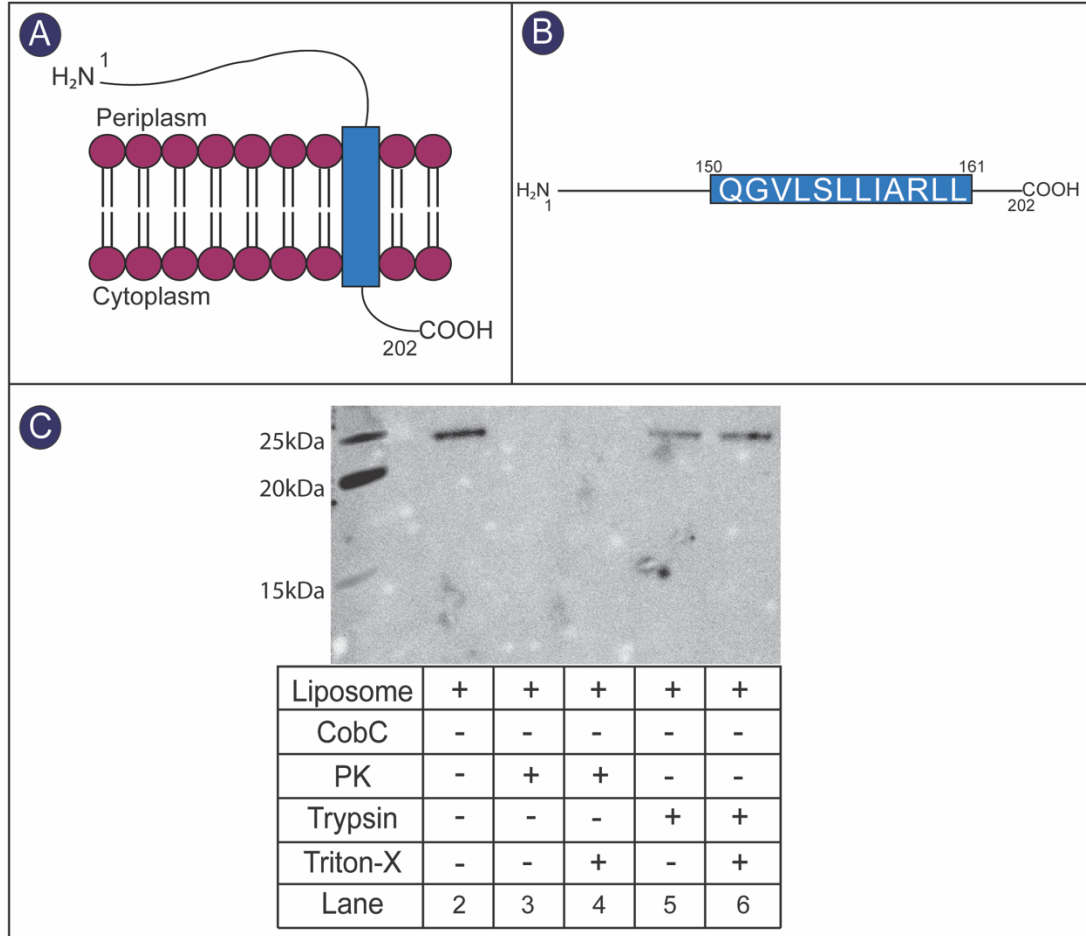 A
H₂N 1
Periplasm
Cytoplasm
202 COOH
B
150 161
H₂N QGVLSLLIARLL COOH
1 202
C
25kDa
20kDa
15kDa
Liposome + + + + +
CobC - - - - -
PK - + + - -
Trypsin - - - + +
Triton-X - - + - +
Lane 2 3 4 5 6